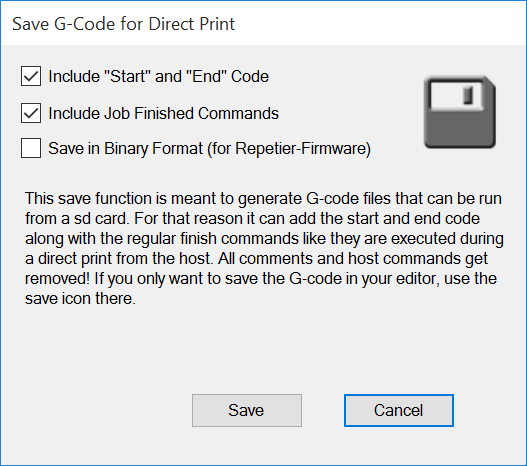 Save G-Code for Direct Print
Include "Start" and "End" Code
Include Job Finished Commands
Save in Binary Format (for Repetier-Firmware)
This save function is meant to generate G-code files that can be run
from a sd card. For that reason it can add the start and end code
along with the regular finish commands like they are executed during
a direct print from the host. All comments and host commands get
removed! If you only want to save the G-code in your editor, use the
save icon there.
Save
Cancel